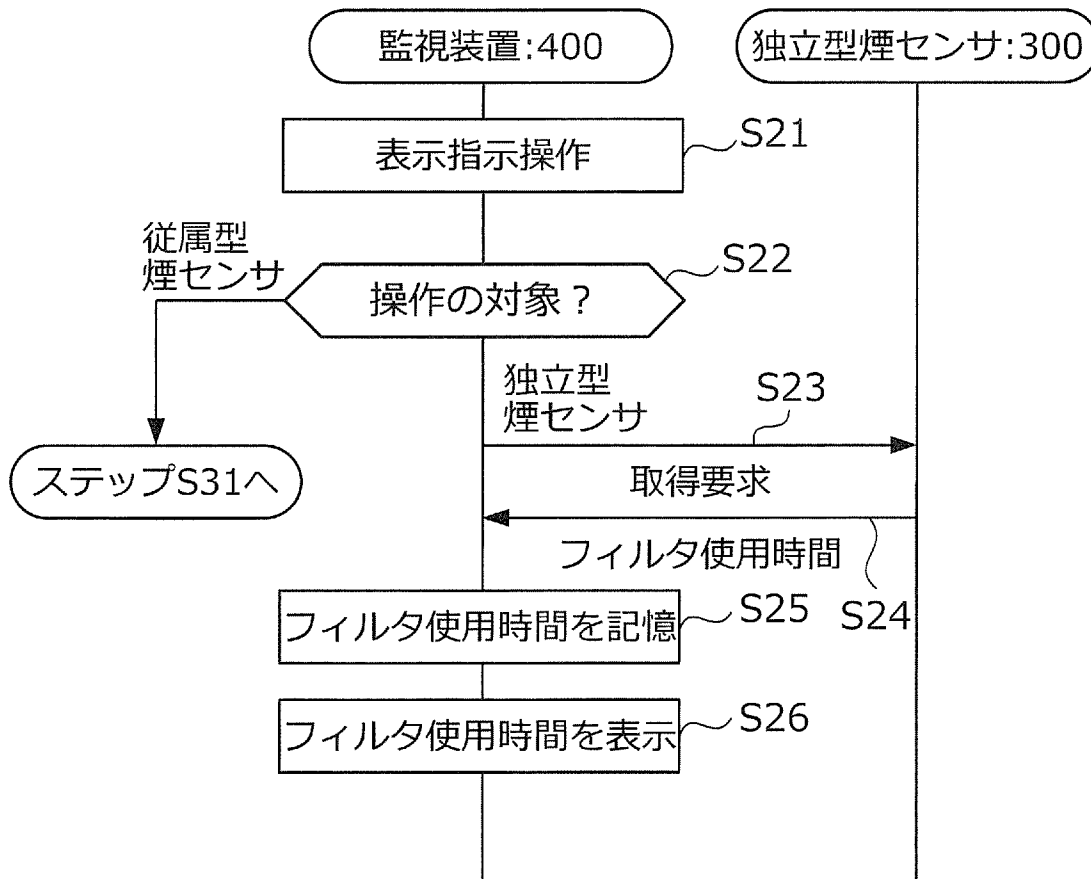 監視装置:400
独立型煙センサ:300
表示指示操作
S21
従属型
煙センサ
操作の対象?
S22
独立型
煙センサ
S23
ステップS31へ
取得要求
フィルタ使用時間
S24
フィルタ使用時間を記憶
S25
フィルタ使用時間を表示
S26